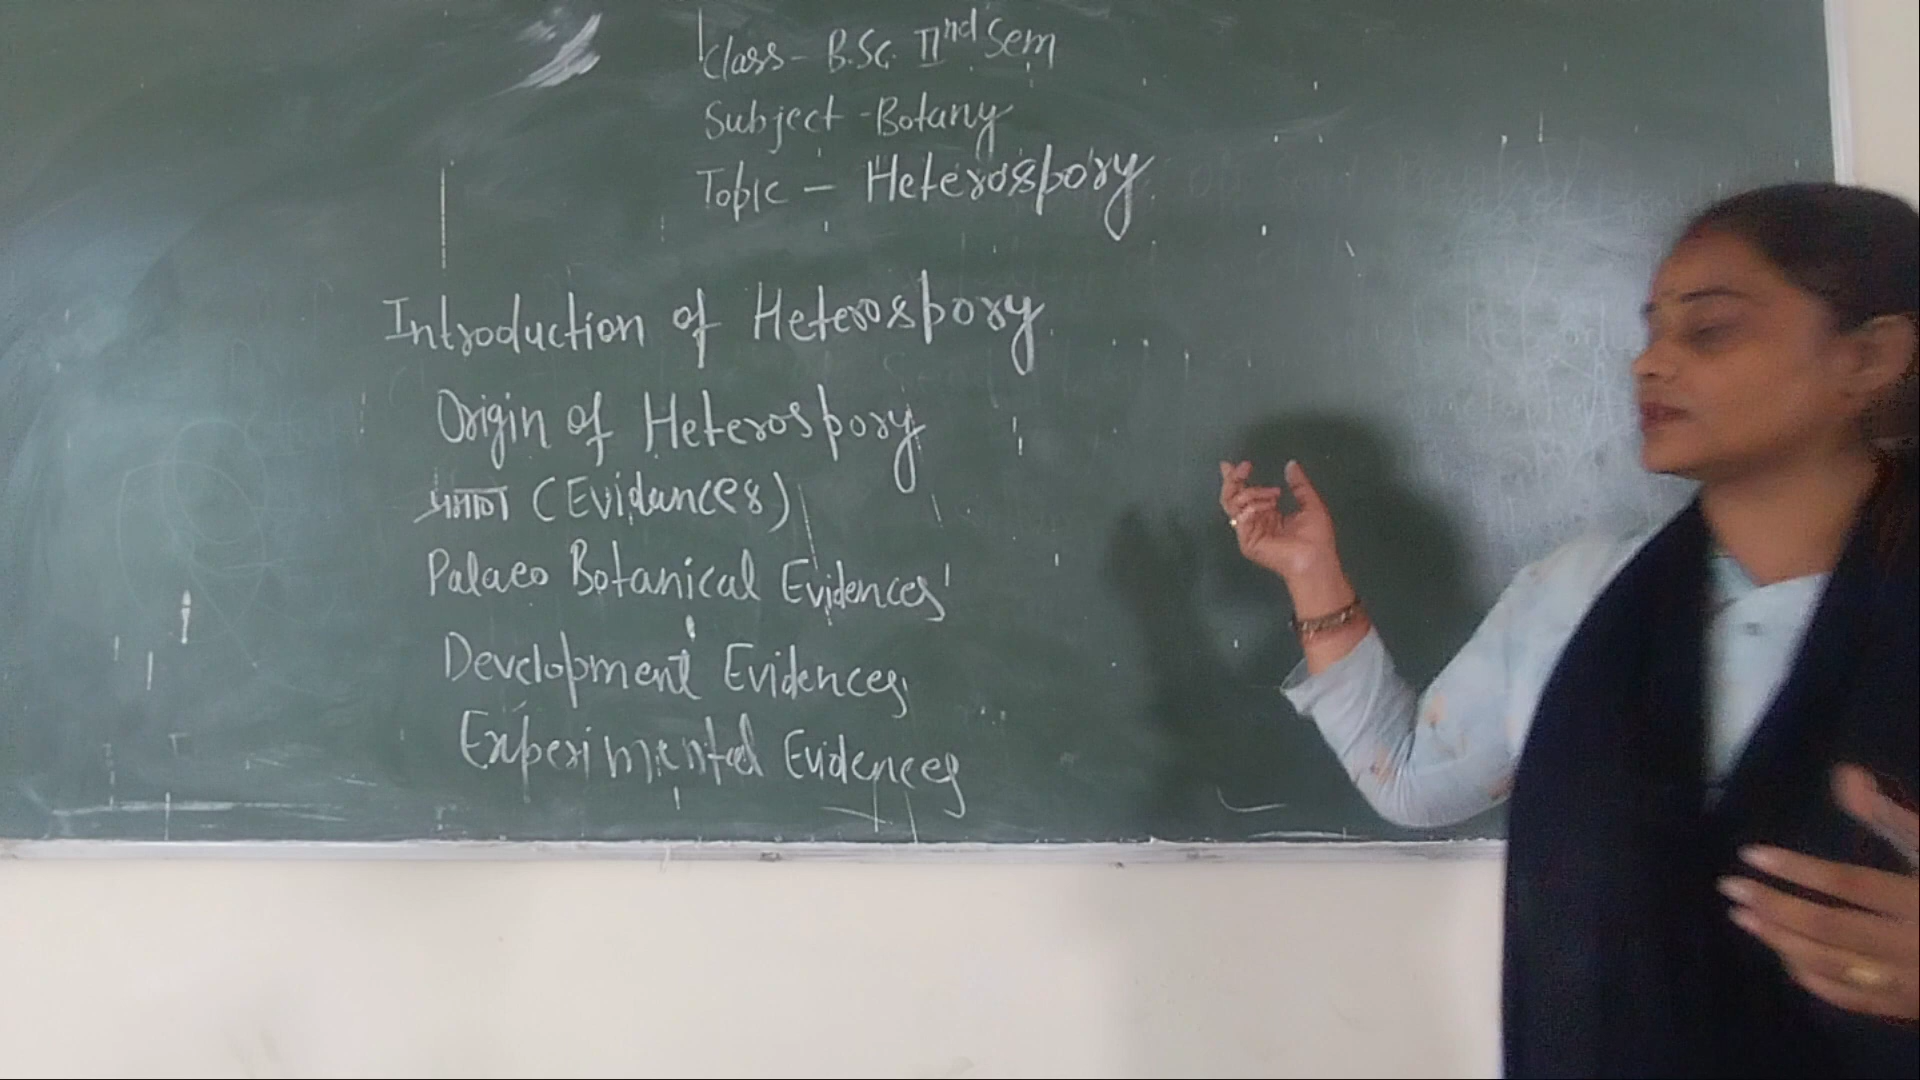 Class - B.Sc. IInd Sem
Subject - Botany
Topic - Heterospory
Introduction of Heterospory
Origin of Heterospory
प्रमाण (Evidances)
Palaeo Botanical Evidences
Development Evidences
Experimental Evidences